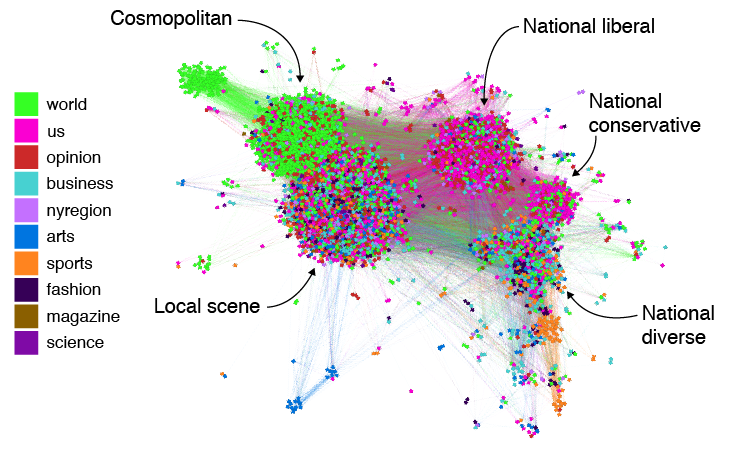 Cosmopolitan
National liberal
National
conservative
world
us
opinion
business
nyregion
arts
sports
fashion
magazine
science
Local scene
National
diverse